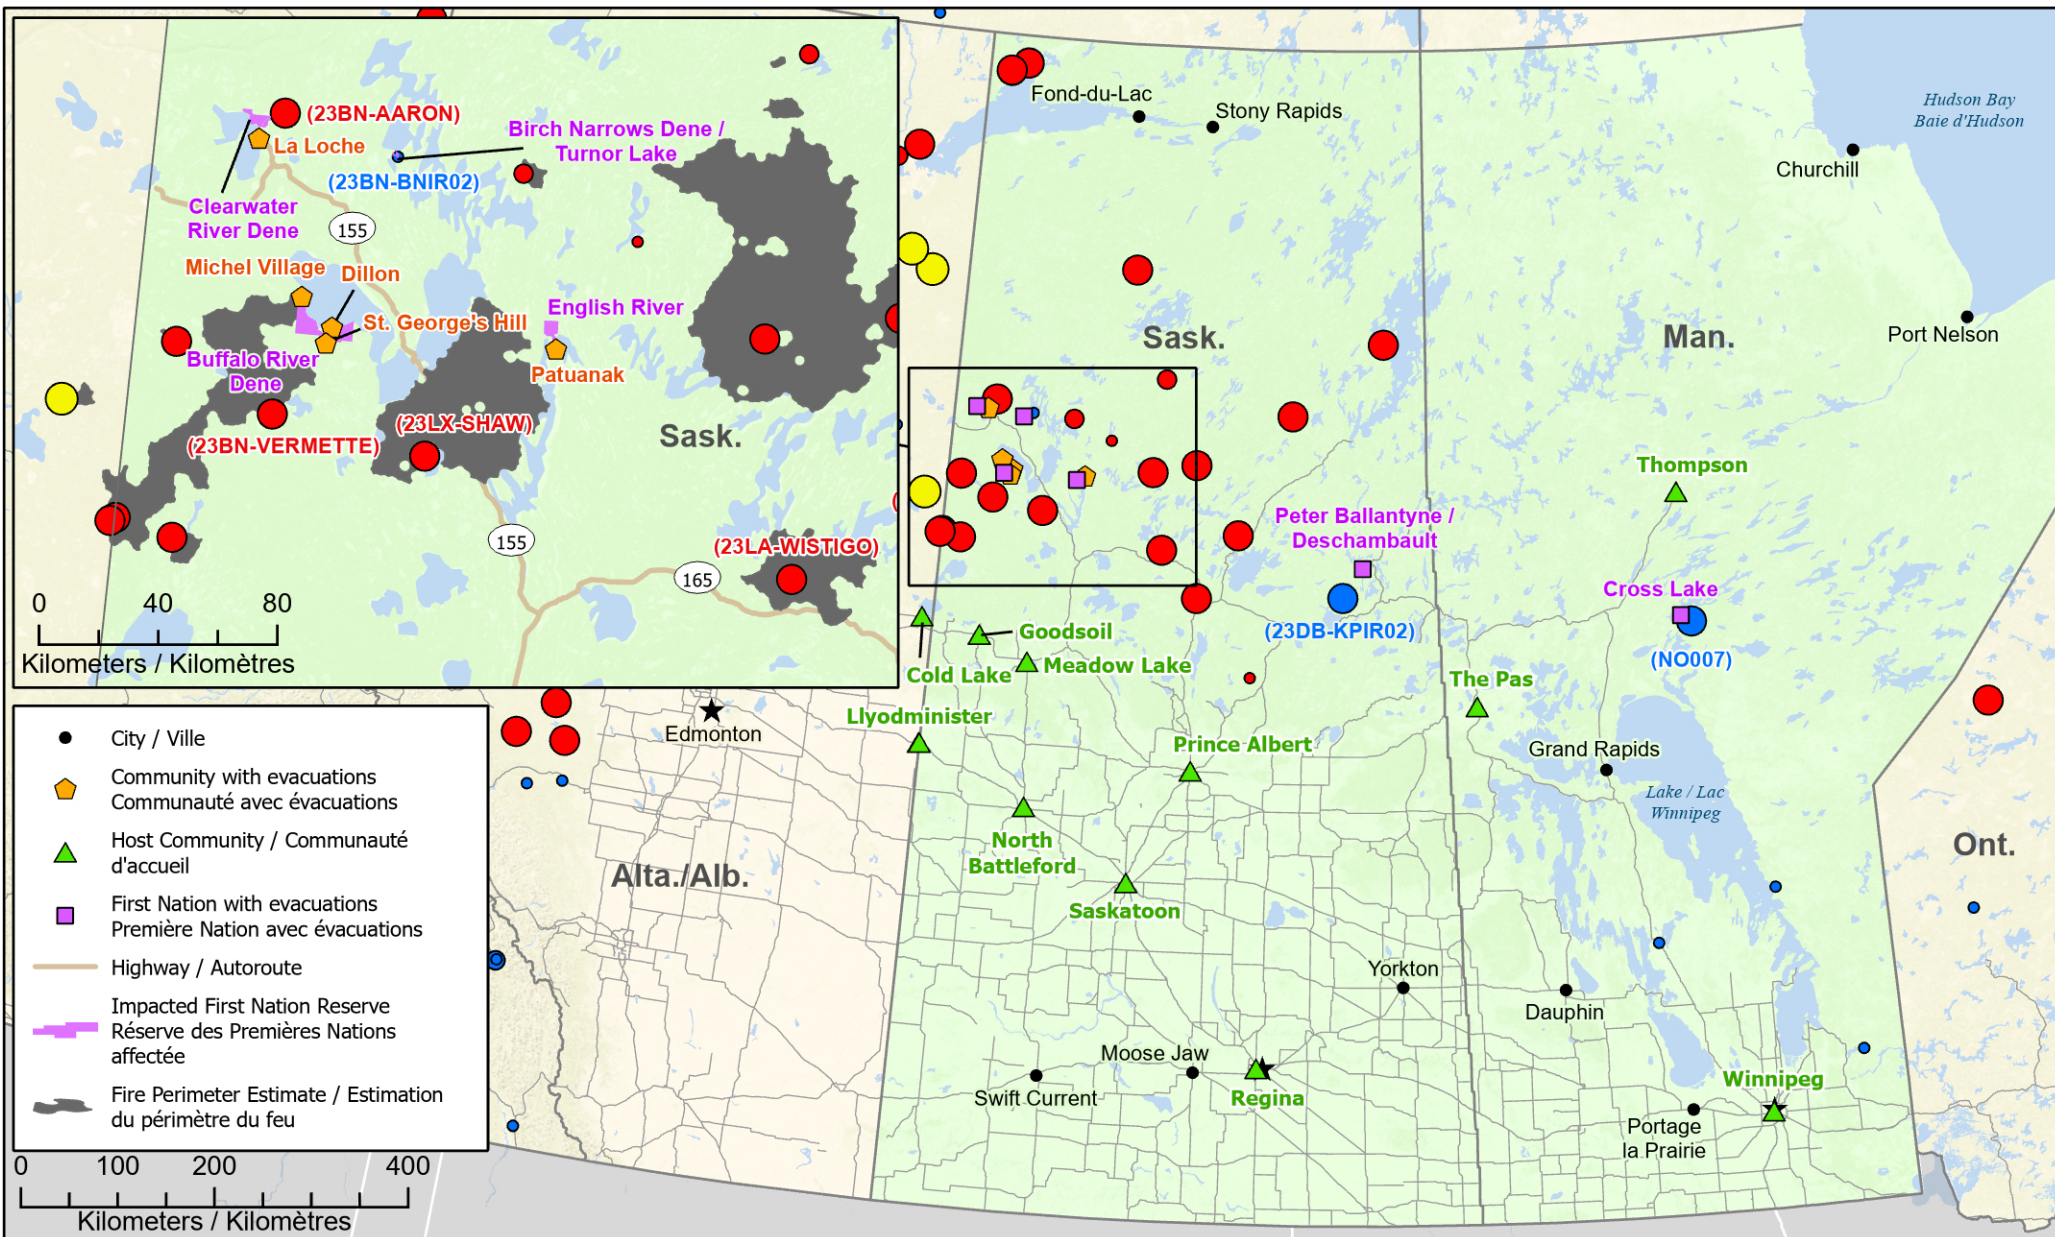 (23BN-AARON)
La Loche
Birch Narrows Dene /
Turnor Lake
(23BN-BNIR02)
Clearwater
River Dene
155
Michel Village
Dillon
English River
St. George's Hill
Buffalo River
Dene
Patuanak
(23BN-VERMETTE)
(23LX-SHAW)
Sask.
155
(23LA-WISTIGO)
165
0
40
80
Kilometers / Kilomètres
Fond-du-Lac
Stony Rapids
Hudson Bay
Baie d'Hudson
Churchill
Port Nelson
Sask.
Man.
Thompson
Peter Ballantyne /
Deschambault
Cross Lake
(23DB-KPIR02)
(NO007)
Goodsoil
Meadow Lake
Cold Lake
The Pas
Llyodminister
Edmonton
Prince Albert
Grand Rapids
Lake / Lac
Winnipeg
North
Battleford
Alta./Alb.
Ont.
Saskatoon
Yorkton
Dauphin
Moose Jaw
Swift Current
Regina
Winnipeg
Portage
la Prairie
City / Ville
Community with evacuations
Communauté avec évacuations
Host Community / Communauté
d'accueil
First Nation with evacuations
Première Nation avec évacuations
Highway / Autoroute
Impacted First Nation Reserve
Réserve des Premières Nations
affectée
Fire Perimeter Estimate / Estimation
du périmètre du feu
0
100
200
400
Kilometers / Kilomètres